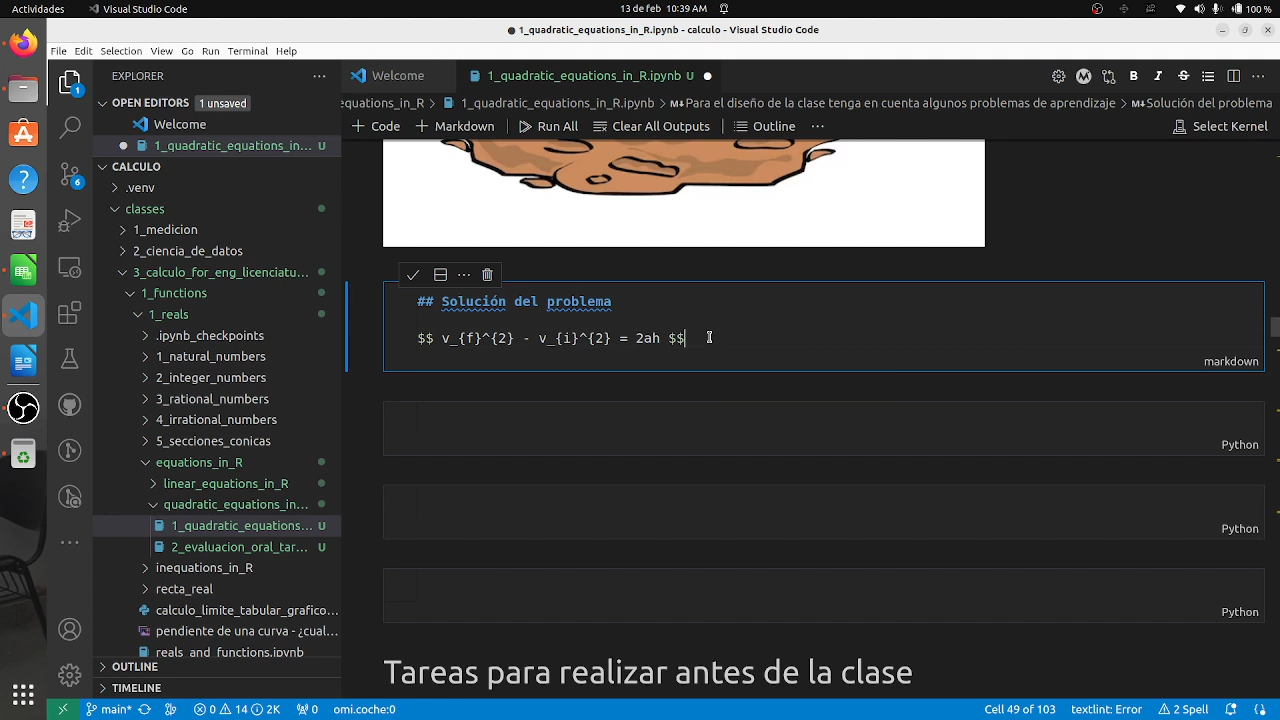 Actividades
Visual Studio Code
13 de feb 10:39 AM
100 %
1_quadratic_equations_in_R.ipynb - calculo - Visual Studio Code
File Edit Selection View Go Run Terminal Help
EXPLORER
Welcome
1_quadratic_equations_in_R.ipynb U
OPEN EDITORS 1 unsaved
equations_in_R > 1_quadratic_equations_in_R.ipynb > Para el diseño de la clase tenga en cuenta algunos problemas de aprendizaje > Solución del problema
Welcome
+ Code + Markdown Run All Clear All Outputs Outline ... Select Kernel
1_quadratic_equations_in... U
CALCULO
.venv
classes
1_medicion
2_ciencia_de_datos
3_calculo_for_eng_licenciatu...
1_functions
1_reals
.ipynb_checkpoints
1_natural_numbers
2_integer_numbers
3_rational_numbers
4_irrational_numbers
5_secciones_conicas
equations_in_R
linear_equations_in_R
quadratic_equations_in...
1_quadratic_equations... U
2_evaluacion_oral_tar... U
inequations_in_R
recta_real
calculo_limite_tabular_grafico...
pendiente de una curva - ¿cual...
reals_and_functions.ipynb
OUTLINE
TIMELINE
## Solución del problema
$$ v_{f}^{2} - v_{i}^{2} = 2ah $$
markdown
Python
Python
Python
Tareas para realizar antes de la clase
main* 0 14 2K 0 omi.coche:0 Cell 49 of 103 textlint: Error 2 Spell